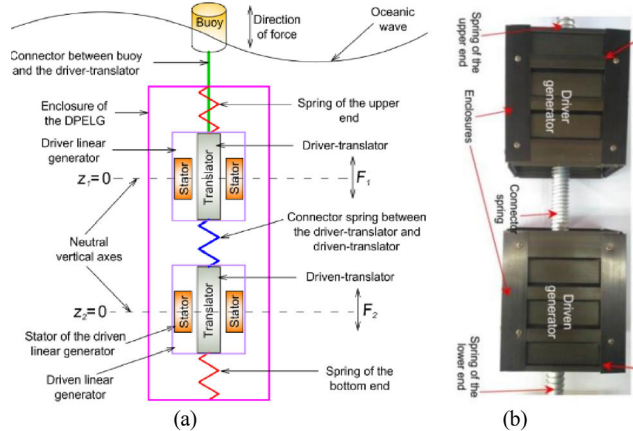 Buoy
Direction
of force
Oceanic
wave
Connector between buoy
and the driver-translator
Enclosure of
the DPELG
Spring of the upper
end
Driver linear
generator
Driver-translator
Stator
Translator
Stator
z₁=0
F₁
Neutral
vertical axes
Connector spring between
the driver-translator and
driven-translator
Driven-translator
Stator
Translator
Stator
z₂=0
F₂
Stator of the driven
linear generator
Driven linear
generator
Spring of the
bottom end
(a)
Spring of the
upper end
Enclosures
Driver
generator
Connector
spring
Driven
generator
Spring of the
lower end
(b)